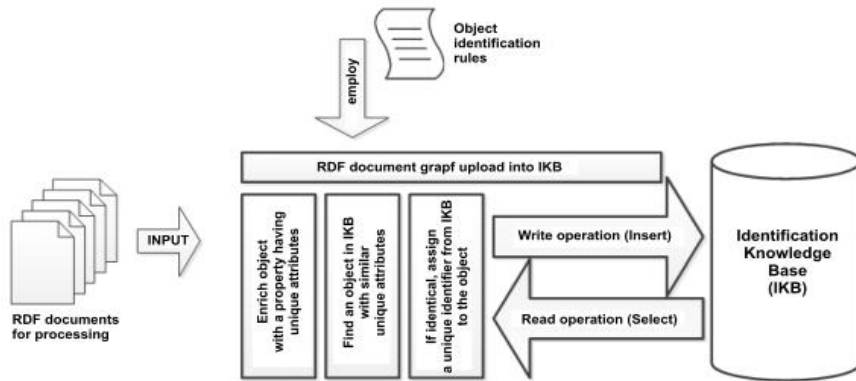 Object
identification
rules
employ
RDF document grapf upload into IKB
INPUT
RDF documents
for processing
Enrich object
with a property having
unique attributes
Find an object in IKB
with similar
unique attributes
If identical, assign
a unique identifier from IKB
to the object
Write operation (Insert)
Read operation (Select)
Identification
Knowledge
Base
(IKB)